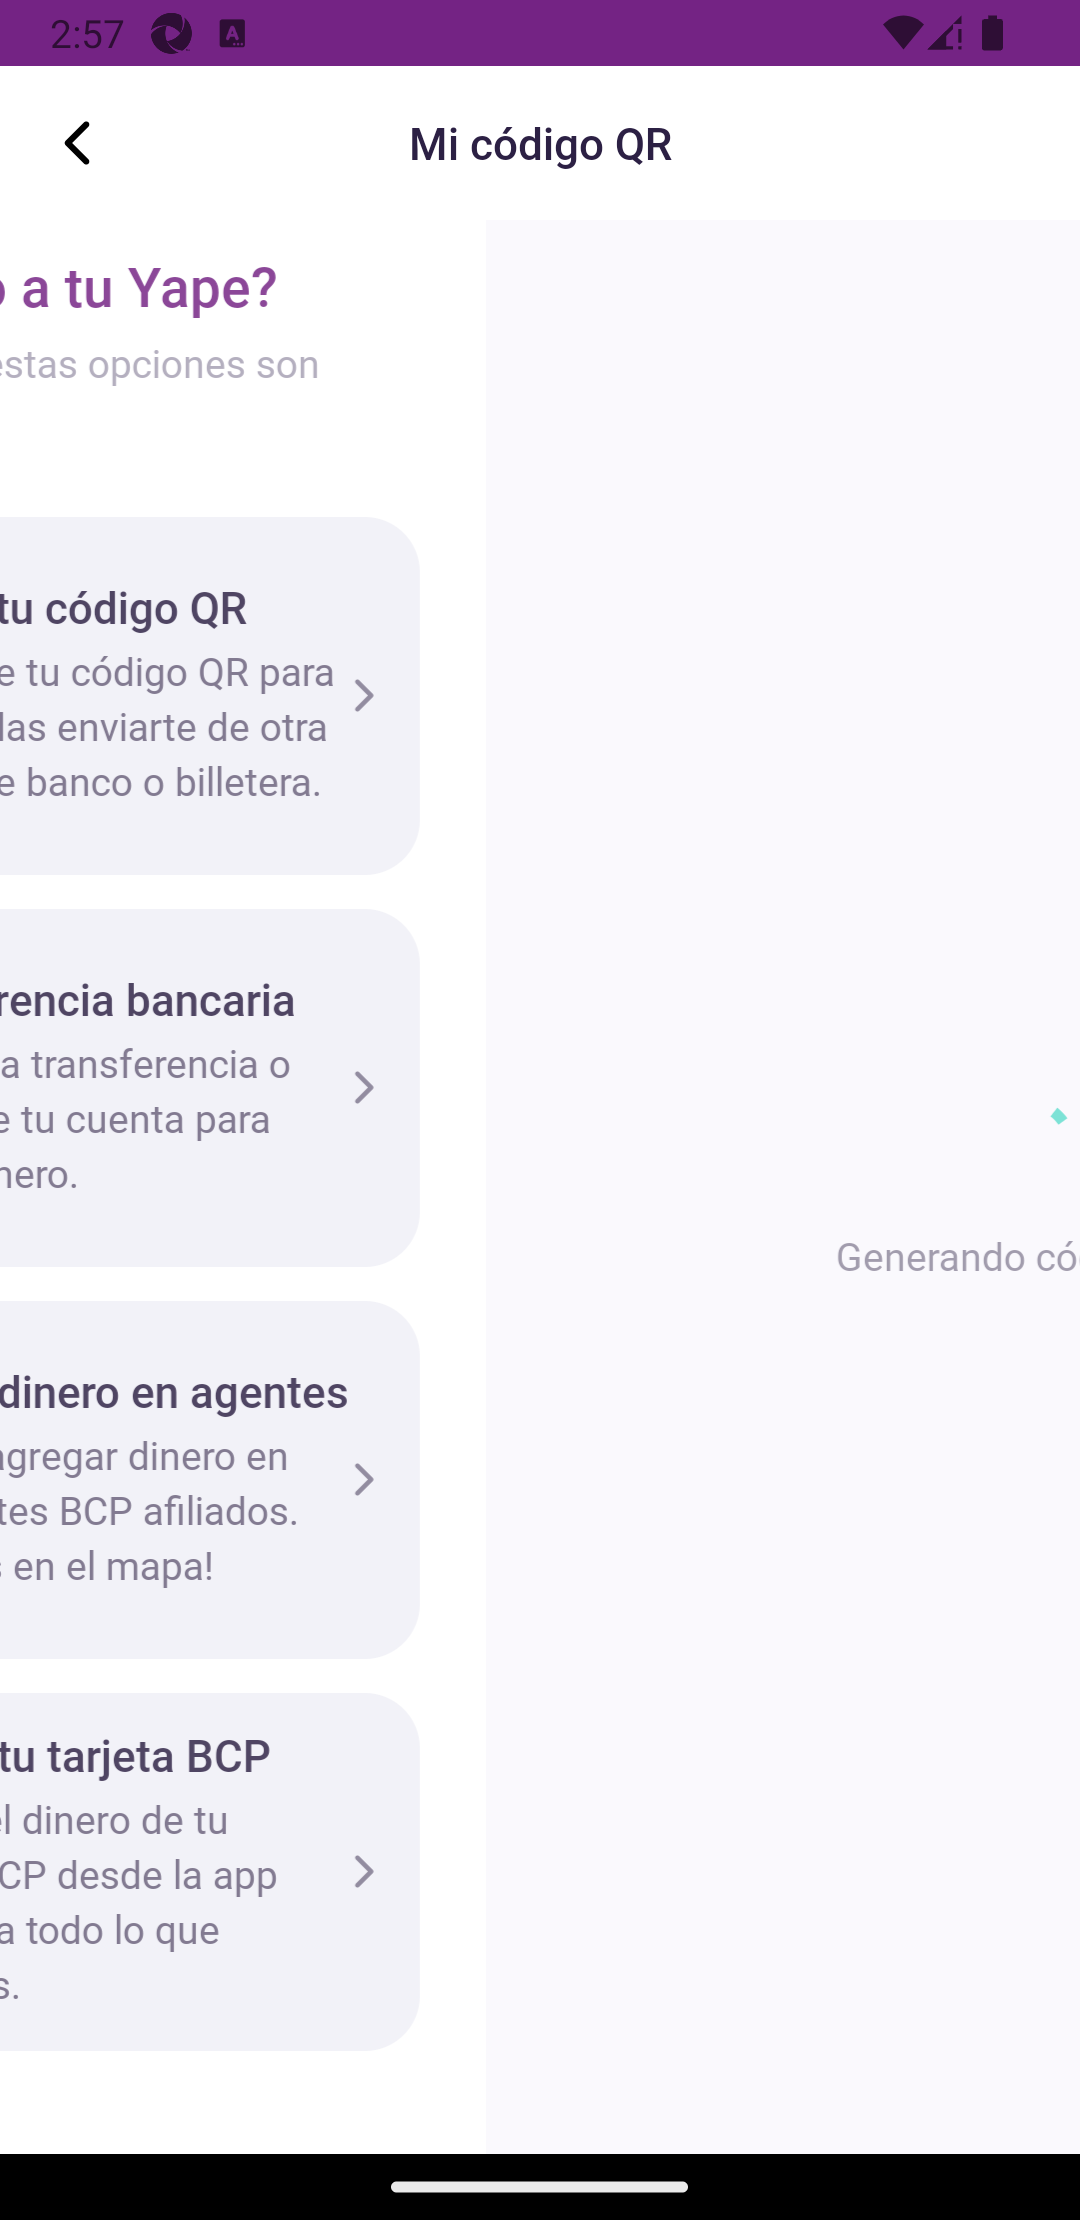 2:57
Mi código QR
o a tu Yape?
estas opciones son
tu código QR
e tu código QR para
las enviarte de otra
e banco o billetera.
rencia bancaria
a transferencia o
e tu cuenta para
nero.
dinero en agentes
agregar dinero en
tes BCP afiliados.
s en el mapa!
tu tarjeta BCP
el dinero de tu
CP desde la app
a todo lo que
s.
Generando có